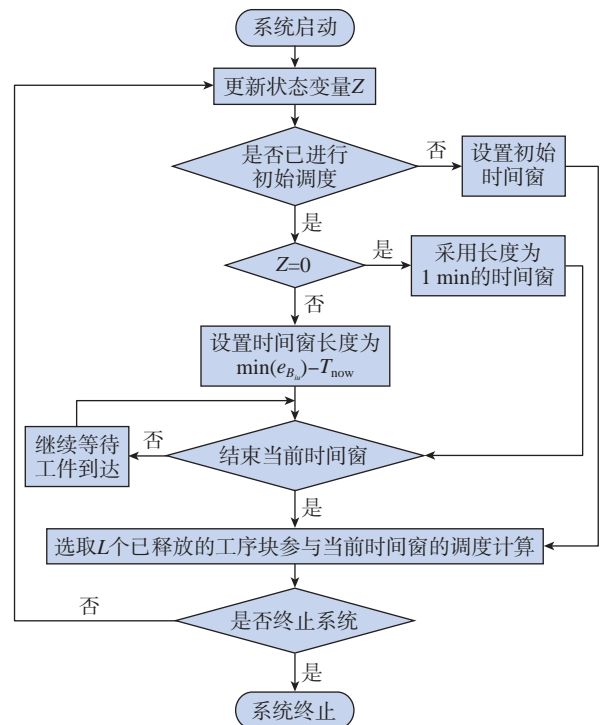 系统启动
更新状态变量Z
是否已进行
初始调度
否
设置初始
时间窗
是
Z=0
是
采用长度为
1 min的时间窗
否
设置时间窗长度为
min(e_{B_{iu}})−T_{now}
继续等待
工件到达
否
结束当前时间窗
是
选取L个已释放的工序块参与当前时间窗的调度计算
否
是否终止系统
是
系统终止